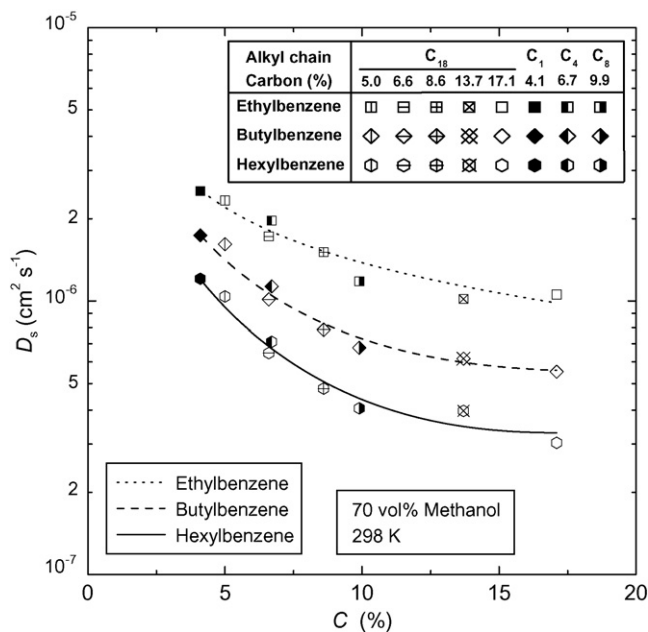 10⁻⁵
Alkyl chain C₁₈ C₁ C₄ C₈
Carbon (%) 5.0 6.6 8.6 13.7 17.1 4.1 6.7 9.9
Ethylbenzene
Butylbenzene
Hexylbenzene
5
2
10⁻⁶
Dₛ (cm² s⁻¹)
5
2
10⁻⁷
Ethylbenzene
Butylbenzene
Hexylbenzene
70 vol% Methanol
298 K
0 5 10 15 20
C (%)